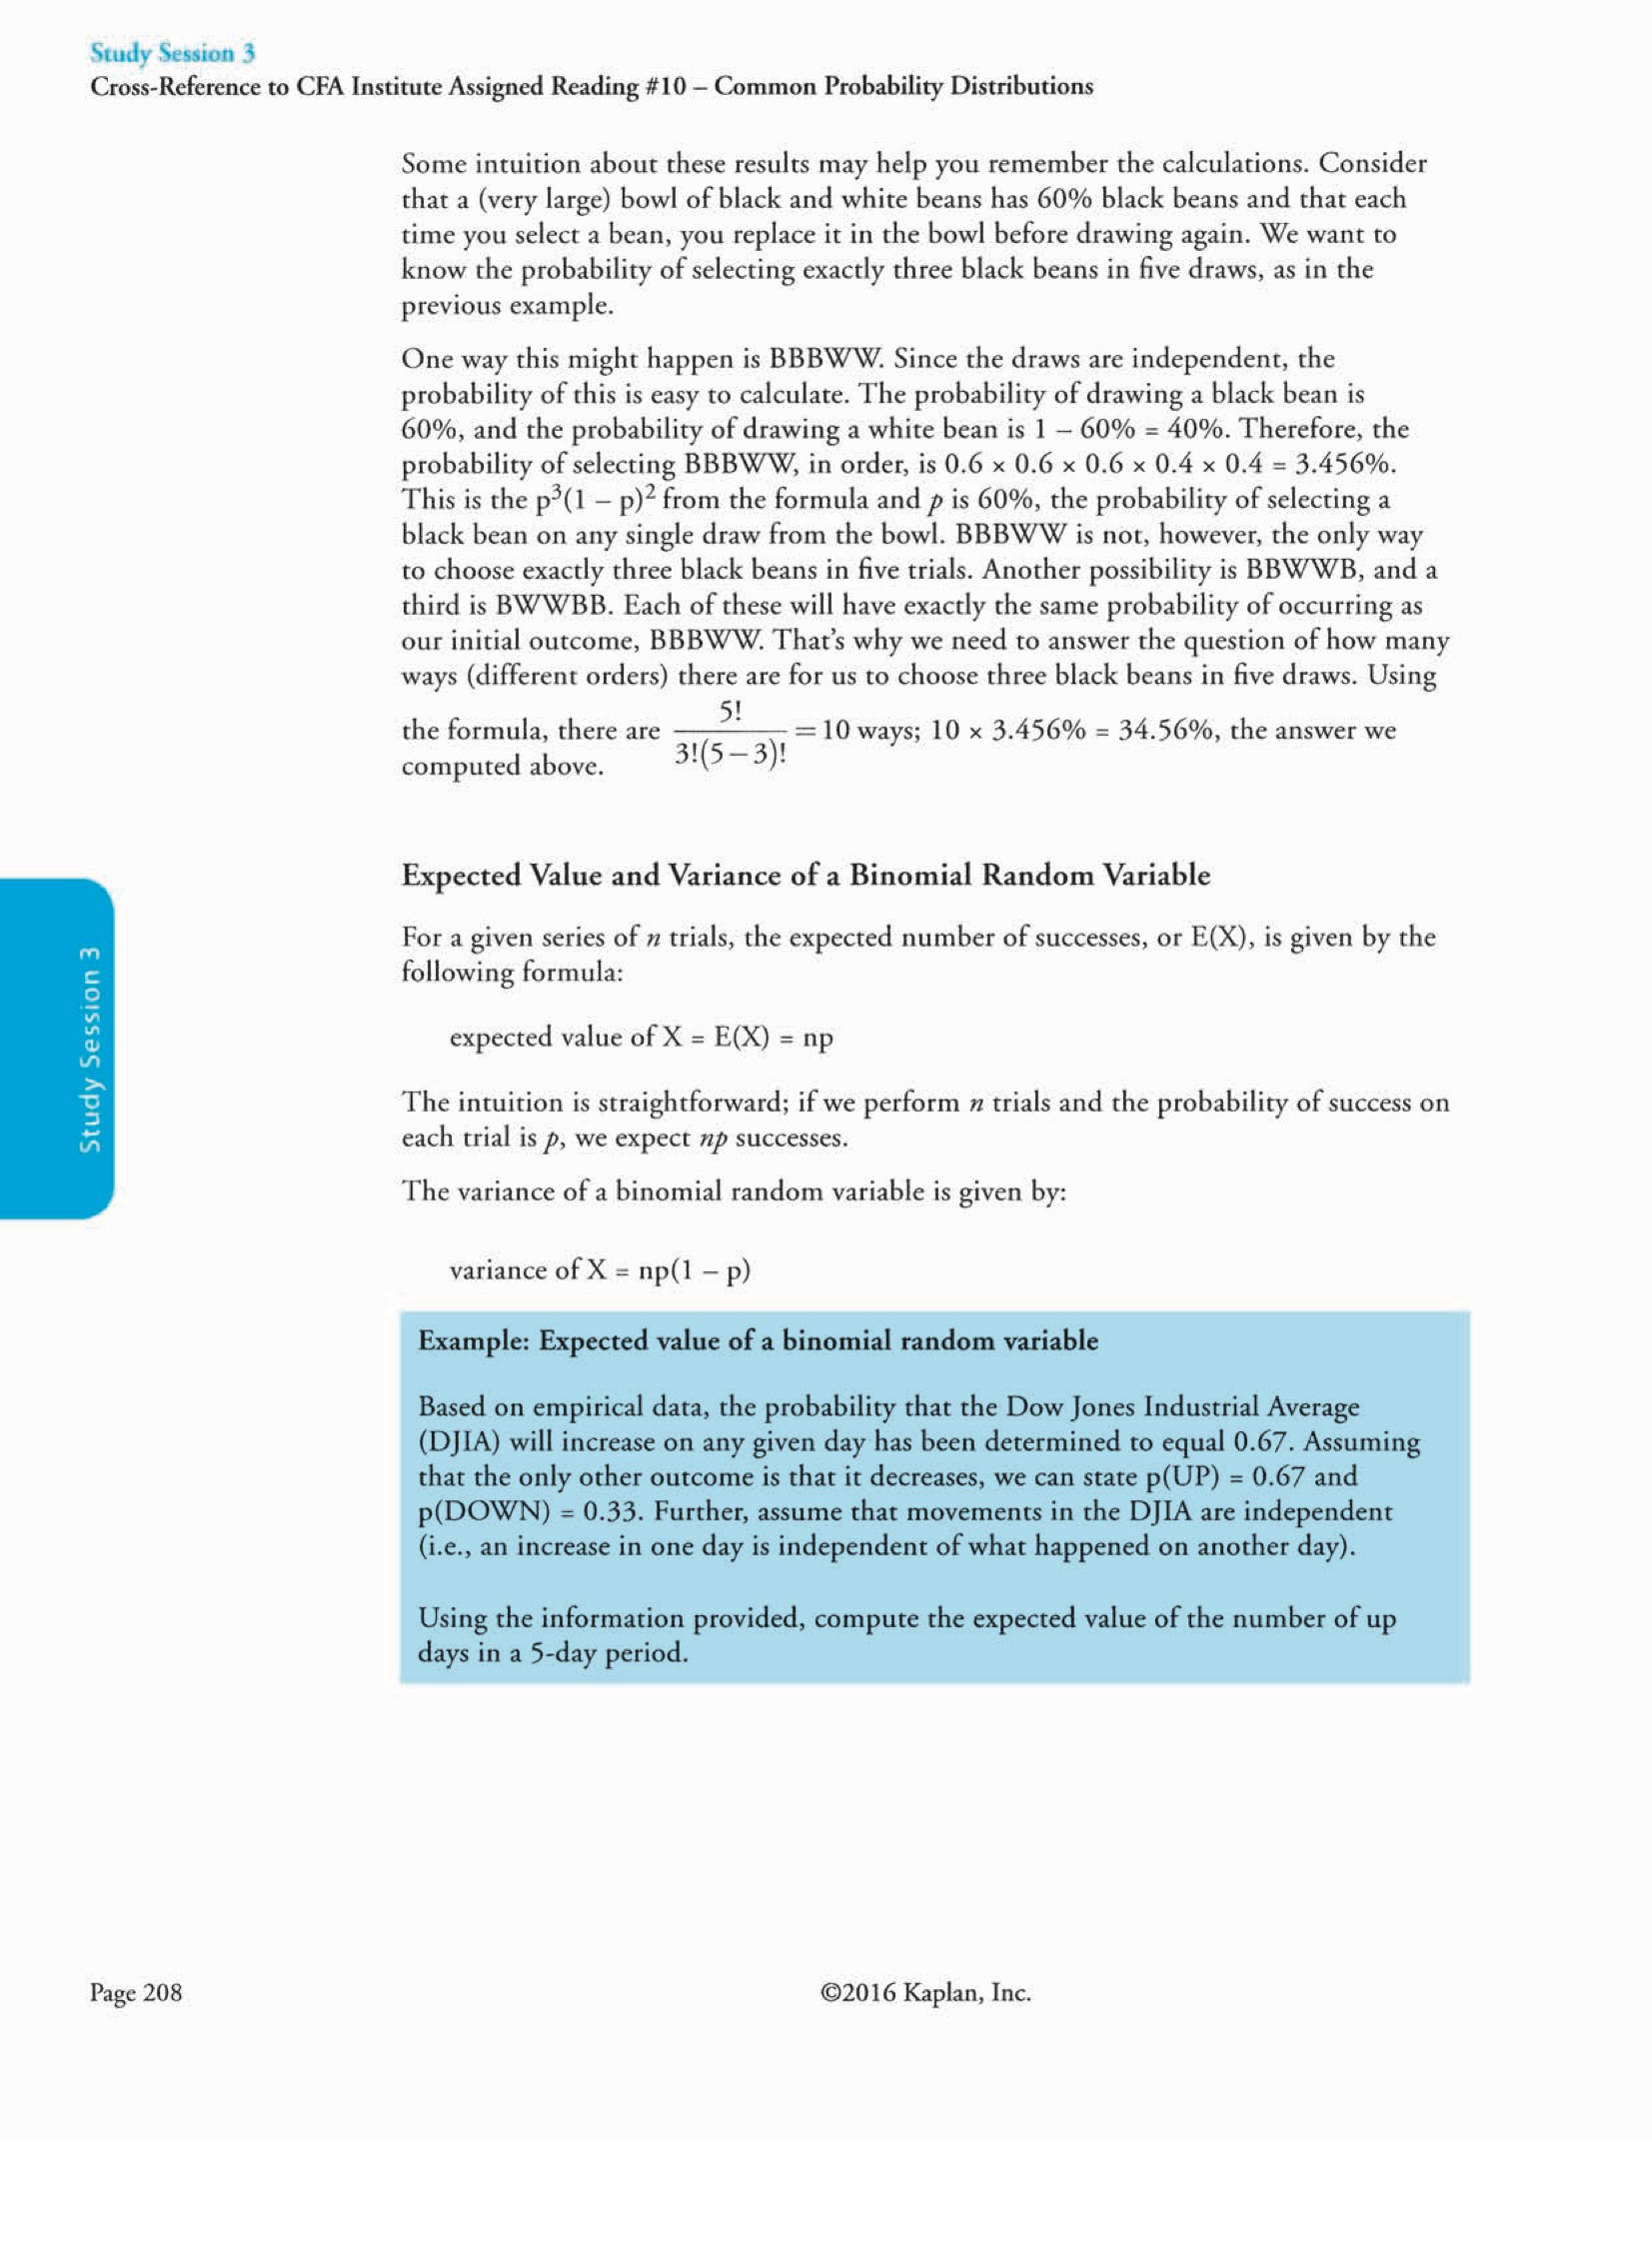 Study Session 3
Cross-Reference to CFA Institute Assigned Reading #10 – Common Probability Distributions
Some intuition about these results may help you remember the calculations. Consider
that a (very large) bowl of black and white beans has 60% black beans and that each
time you select a bean, you replace it in the bowl before drawing again. We want to
know the probability of selecting exactly three black beans in five draws, as in the
previous example.
One way this might happen is BBBWW. Since the draws are independent, the
probability of this is easy to calculate. The probability of drawing a black bean is
60%, and the probability of drawing a white bean is 1 – 60% = 40%. Therefore, the
probability of selecting BBBWW, in order, is 0.6 × 0.6 × 0.6 × 0.4 × 0.4 = 3.456%.
This is the p³(1 – p)² from the formula and p is 60%, the probability of selecting a
black bean on any single draw from the bowl. BBBWW is not, however, the only way
to choose exactly three black beans in five trials. Another possibility is BBWWB, and a
third is BWWBB. Each of these will have exactly the same probability of occurring as
our initial outcome, BBBWW. That's why we need to answer the question of how many
ways (different orders) there are for us to choose three black beans in five draws. Using
the formula, there are 5! / 3!(5 – 3)! = 10 ways; 10 × 3.456% = 34.56%, the answer we
computed above.
Expected Value and Variance of a Binomial Random Variable
For a given series of n trials, the expected number of successes, or E(X), is given by the
following formula:
expected value of X = E(X) = np
The intuition is straightforward; if we perform n trials and the probability of success on
each trial is p, we expect np successes.
The variance of a binomial random variable is given by:
variance of X = np(1 – p)
Study Session 3
Example: Expected value of a binomial random variable
Based on empirical data, the probability that the Dow Jones Industrial Average
(DJIA) will increase on any given day has been determined to equal 0.67. Assuming
that the only other outcome is that it decreases, we can state p(UP) = 0.67 and
p(DOWN) = 0.33. Further, assume that movements in the DJIA are independent
(i.e., an increase in one day is independent of what happened on another day).
Using the information provided, compute the expected value of the number of up
days in a 5-day period.
Page 208
©2016 Kaplan, Inc.